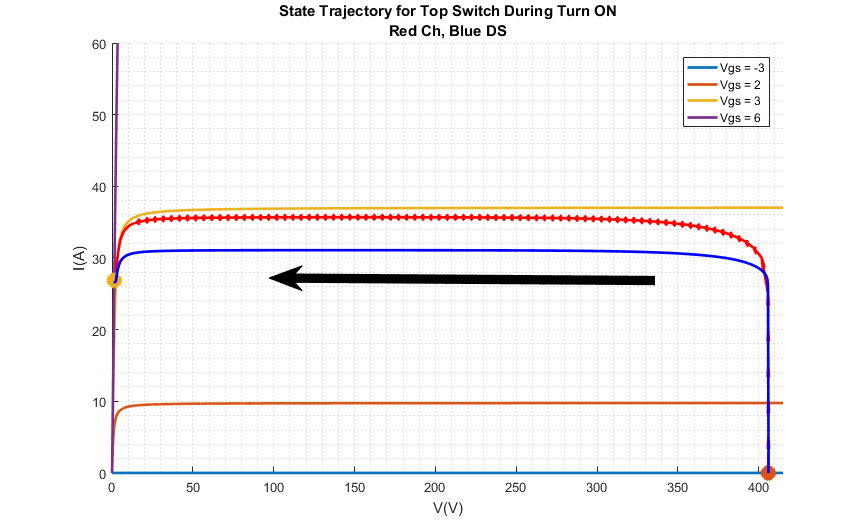 State Trajectory for Top Switch During Turn ON
Red Ch, Blue DS
60
50
40
30
20
10
0
I(A)
Vgs = -3
Vgs = 2
Vgs = 3
Vgs = 6
0 50 100 150 200 250 300 350 400
V(V)